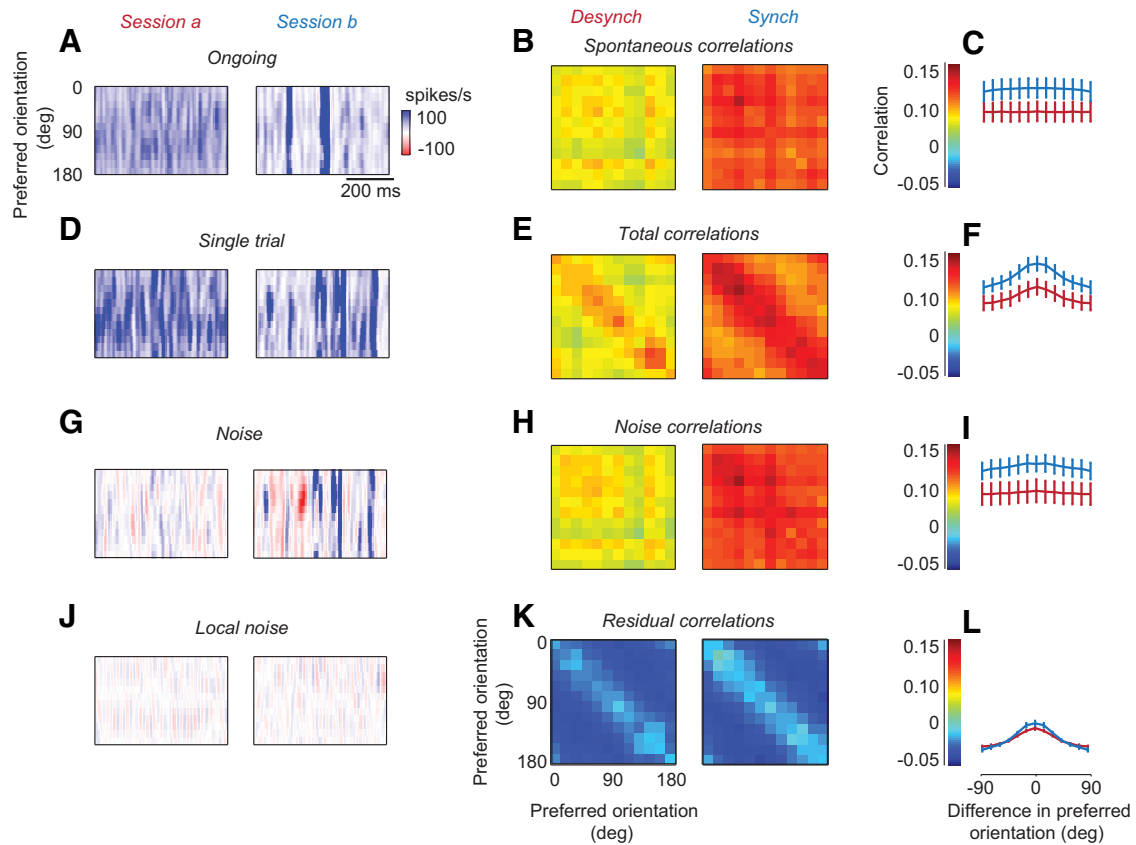 Session a
Session b
Desynch
Synch
A
Ongoing
B
Spontaneous correlations
C
Preferred orientation
(deg)
0
90
180
spikes/s
100
-100
200 ms
Correlation
0.15
0.10
0
-0.05
D
Single trial
E
Total correlations
F
0.15
0.10
0
-0.05
G
Noise
H
Noise correlations
I
0.15
0.10
0
-0.05
J
Local noise
K
Residual correlations
L
Preferred orientation
(deg)
0
90
180
0
90
180
Preferred orientation
(deg)
0.15
0.10
0
-0.05
-90
0
90
Difference in preferred
orientation (deg)